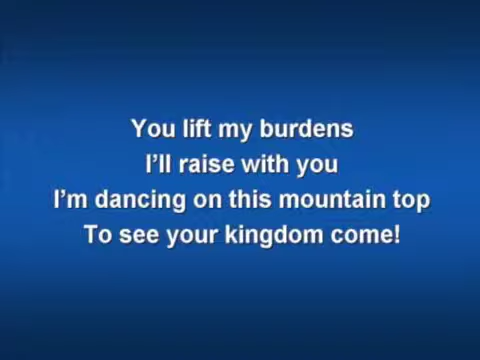 You lift my burdens
I'll raise with you
I'm dancing on this mountain top
To see your kingdom come!